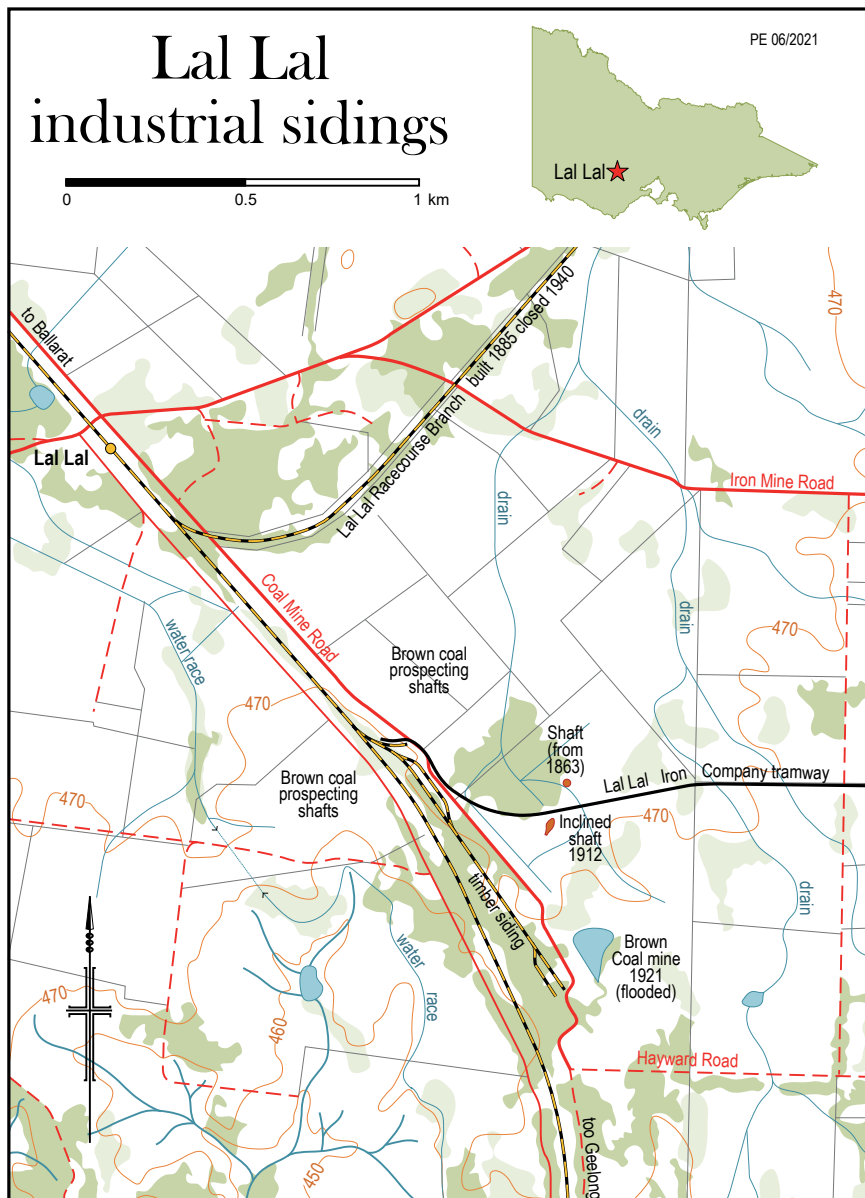 Lal Lal
industrial sidings
PE 06/2021
0
0.5
1 km
Lal Lal
to Ballarat
470
Lal Lal Racecourse Branch built 1885 closed 1940
drain
Lal Lal
Iron Mine Road
drain
Coal Mine Road
drain
water race
470
Brown coal
prospecting
shafts
470
Shaft
(from
1863)
Lal Lal Iron Company tramway
Brown coal
prospecting
shafts
470
470
Inclined
shaft
1912
timber siding
drain
water
race
Brown
Coal mine
1921
(flooded)
470
460
Hayward Road
too Geelong
450